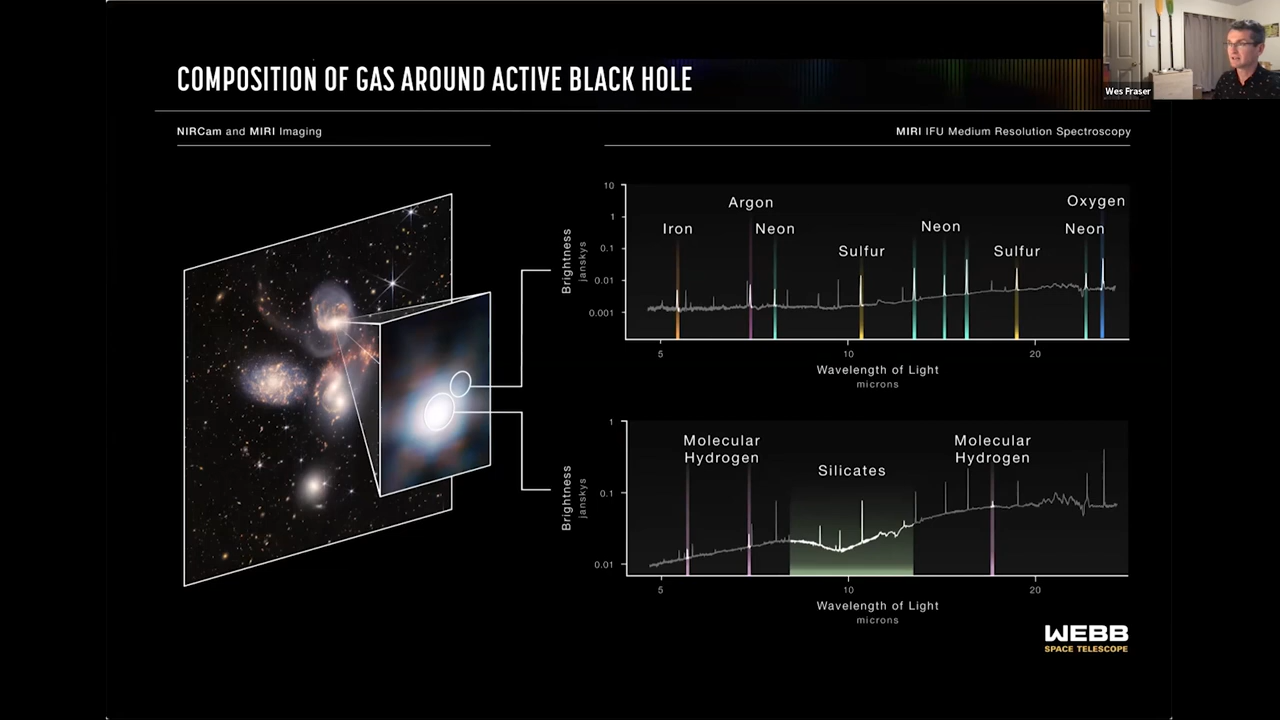 COMPOSITION OF GAS AROUND ACTIVE BLACK HOLE
Wes Fraser
NIRCam and MIRI Imaging
MIRI IFU Medium Resolution Spectroscopy
Brightness
janskys
10
1
0.1
0.01
0.001
Iron
Argon
Neon
Sulfur
Neon
Sulfur
Neon
Oxygen
5
10
20
Wavelength of Light
microns
Brightness
janskys
1
0.1
0.01
Molecular
Hydrogen
Silicates
Molecular
Hydrogen
5
10
20
Wavelength of Light
microns
WEBB
SPACE TELESCOPE